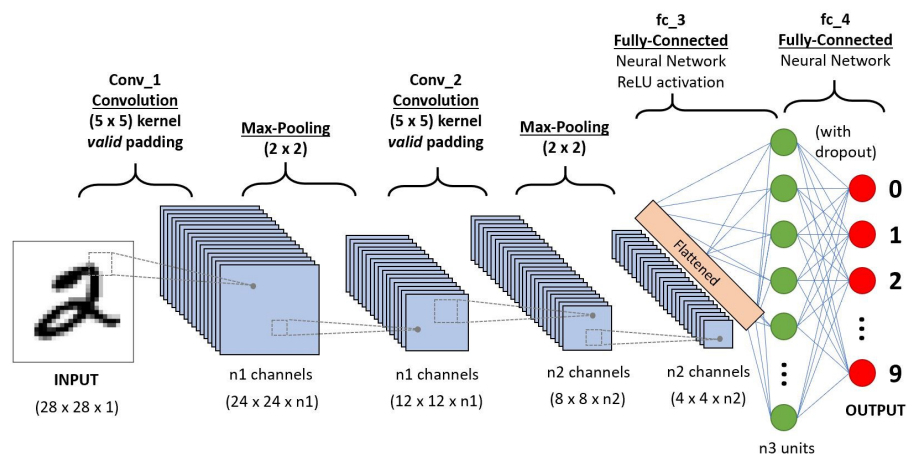 fc_3
Fully-Connected
Neural Network
ReLU activation
fc_4
Fully-Connected
Neural Network
Conv_1
Convolution
(5 x 5) kernel
valid padding
Max-Pooling
(2 x 2)
Conv_2
Convolution
(5 x 5) kernel
valid padding
Max-Pooling
(2 x 2)
(with
dropout)
Flattened
0
1
2
9
OUTPUT
2
INPUT
(28 x 28 x 1)
n1 channels
(24 x 24 x n1)
n1 channels
(12 x 12 x n1)
n2 channels
(8 x 8 x n2)
n2 channels
(4 x 4 x n2)
n3 units